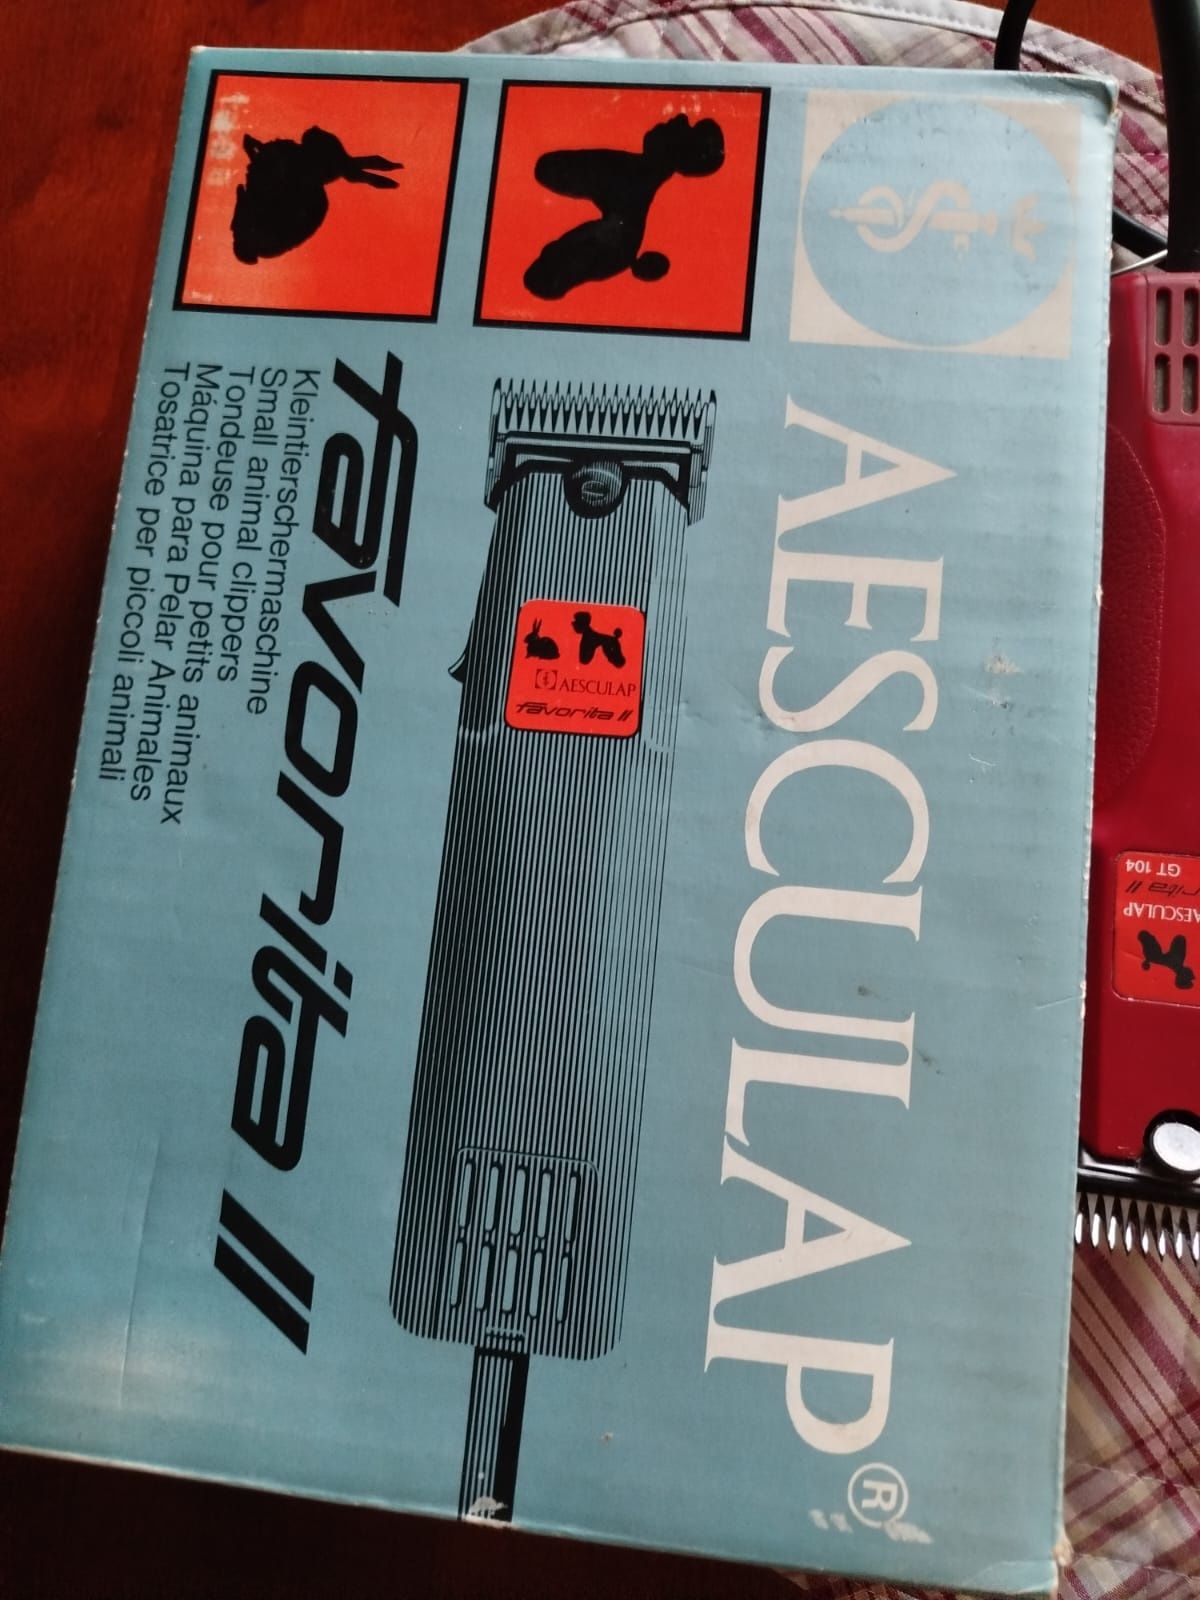 AESCULAP®
AESCULAP
favorita II
favorita II
Kleintierschermaschine
Small animal clippers
Tondeuse pour petits animaux
Máquina para Pelar Animales
Tosatrice per piccoli animali
AESCULAP
rita II
GT 104